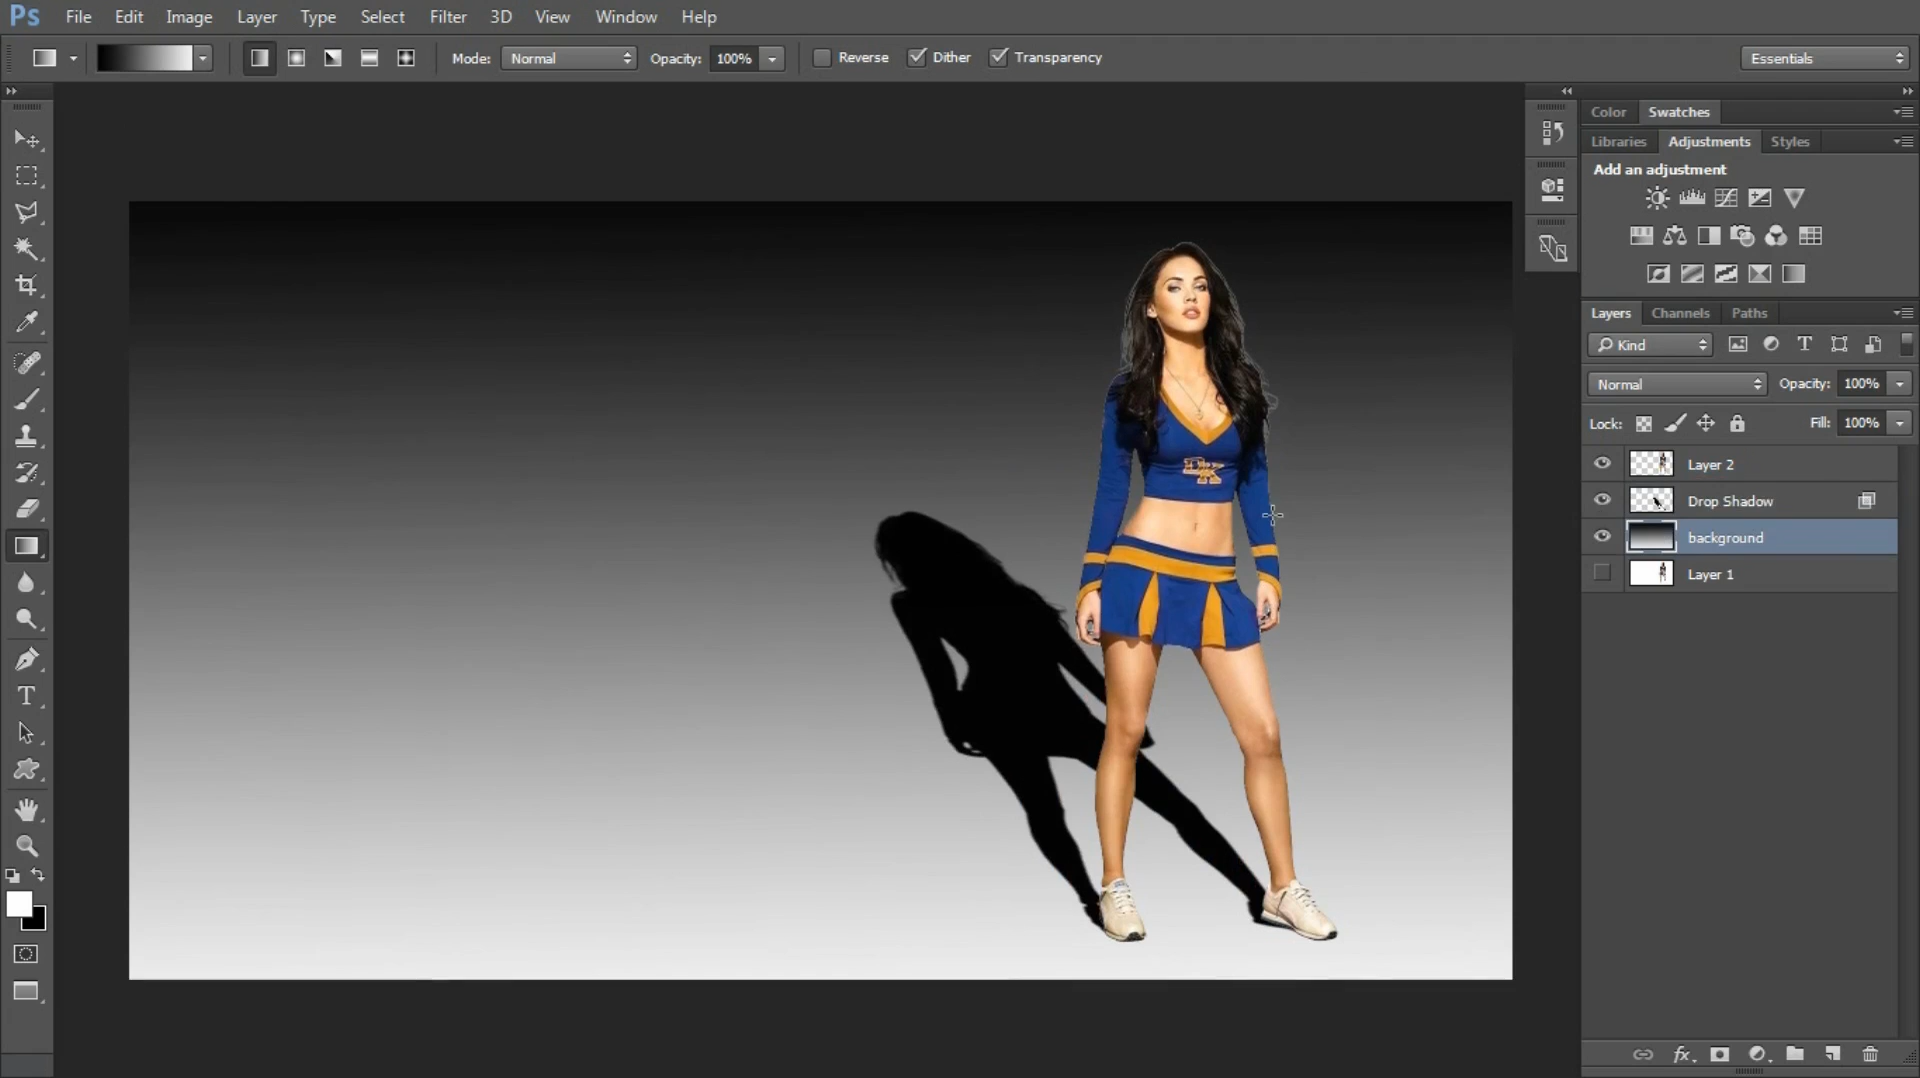 Ps File Edit Image Layer Type Select Filter 3D View Window Help
Mode: Normal Opacity: 100% Reverse Dither Transparency Essentials
Color Swatches
Libraries Adjustments Styles
Add an adjustment
Layers Channels Paths
Kind
Normal Opacity: 100%
Lock: Fill: 100%
Layer 2
Drop Shadow
background
Layer 1
DK